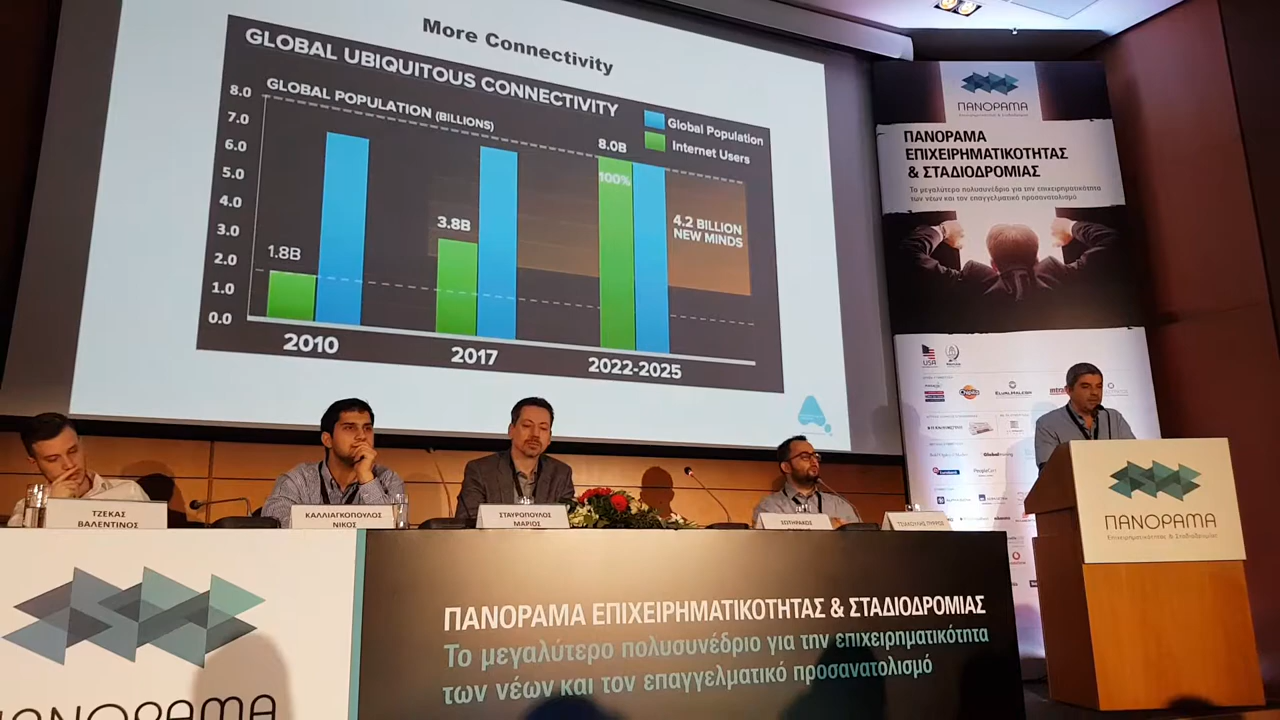 More Connectivity
GLOBAL UBIQUITOUS CONNECTIVITY
GLOBAL POPULATION (BILLIONS)
Global Population
Internet Users
8.0
7.0
6.0
5.0
4.0
3.0
2.0
1.0
0.0
1.8B
3.8B
8.0B
100%
4.2 BILLION
NEW MINDS
2010
2017
2022-2025
ΠΑΝΟΡΑΜΑ
ΠΑΝΟΡΑΜΑ
ΕΠΙΧΕΙΡΗΜΑΤΙΚΟΤΗΤΑΣ
& ΣΤΑΔΙΟΔΡΟΜΙΑΣ
Το μεγαλύτερο πολυσυνέδριο για την επιχειρηματικότητα
των νέων και τον επαγγελματικό προσανατολισμό
USA
ΤΖΕΚΑΣ
ΒΑΛΕΝΤΙΝΟΣ
ΚΑΛΛΙΑΓΚΟΠΟΥΛΟΣ
ΝΙΚΟΣ
ΣΤΑΥΡΟΠΟΥΛΟΣ
ΜΑΡΙΟΣ
ΣΩΤΗΡΑΚΟΣ
ΠΑΝΟΡΑΜΑ
Επιχειρηματικότητας & Σταδιοδρομίας
ΠΑΝΟΡΑΜΑ ΕΠΙΧΕΙΡΗΜΑΤΙΚΟΤΗΤΑΣ & ΣΤΑΔΙΟΔΡΟΜΙΑΣ
Το μεγαλύτερο πολυσυνέδριο για την επιχειρηματικότητα
των νέων και τον επαγγελματικό προσανατολισμό
ΠΑΝΟΡΑΜΑ